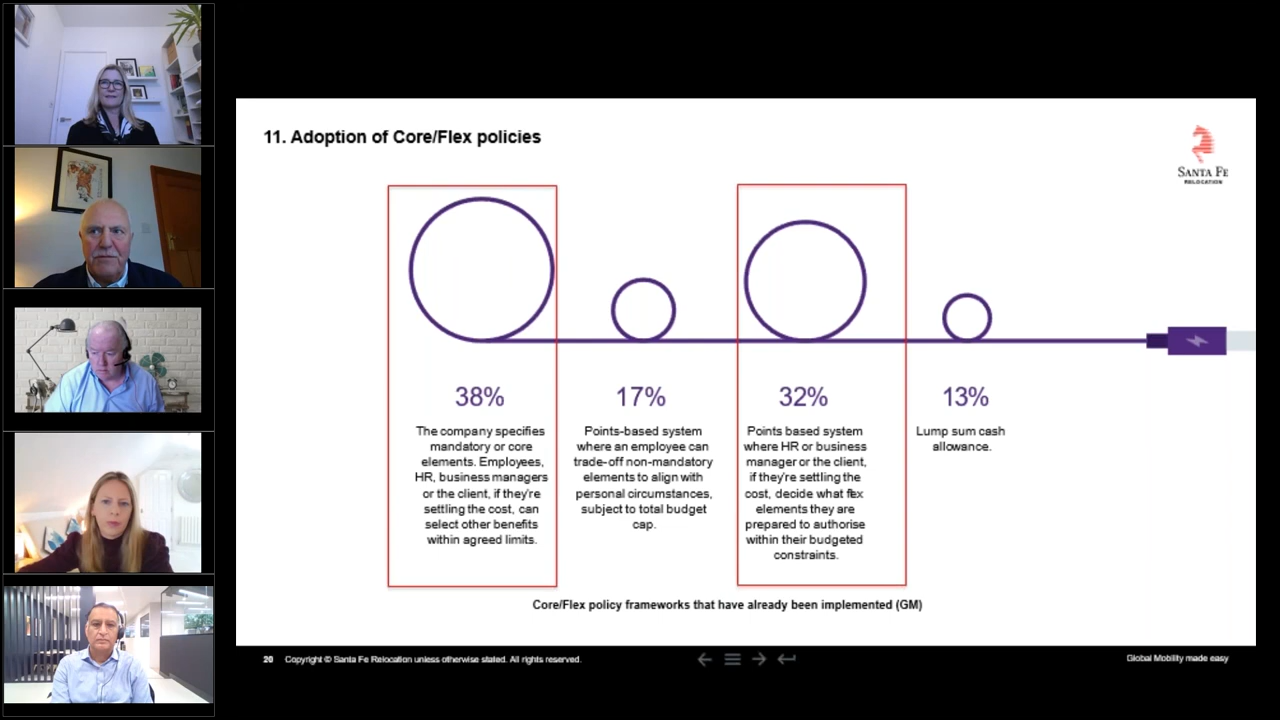 11. Adoption of Core/Flex policies
SANTA FE
RELOCATION
38%
The company specifies
mandatory or core
elements. Employees,
HR, business managers
or the client, if they're
settling the cost, can
select other benefits
within agreed limits.
17%
Points-based system
where an employee can
trade-off non-mandatory
elements to align with
personal circumstances,
subject to total budget
cap.
32%
Points based system
where HR or business
manager or the client,
if they're settling the
cost, decide what flex
elements they are
prepared to authorise
within their budgeted
constraints.
13%
Lump sum cash
allowance.
Core/Flex policy frameworks that have already been implemented (GM)
20 Copyright © Santa Fe Relocation unless otherwise stated. All rights reserved.
Global Mobility made easy